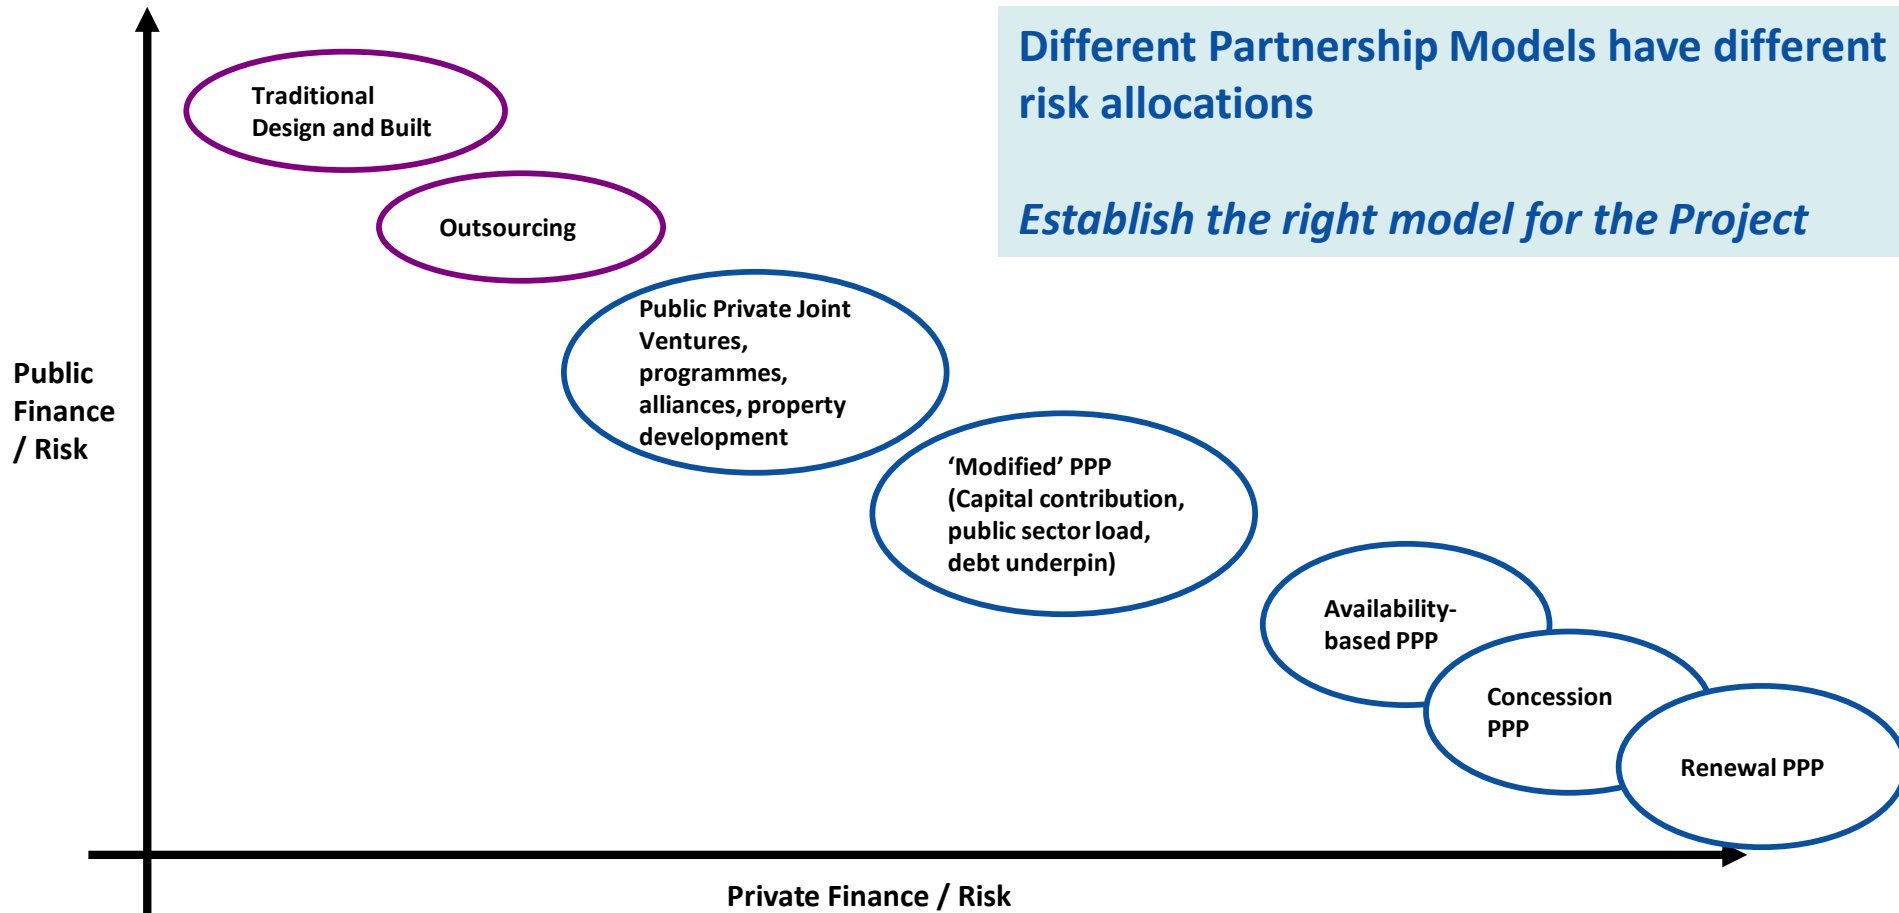 Different Partnership Models have different
risk allocations
Establish the right model for the Project
Traditional
Design and Built
Outsourcing
Public Private Joint
Ventures,
programmes,
alliances, property
development
‘Modified’ PPP
(Capital contribution,
public sector load,
debt underpin)
Availability-
based PPP
Concession
PPP
Renewal PPP
Public
Finance
/ Risk
Private Finance / Risk